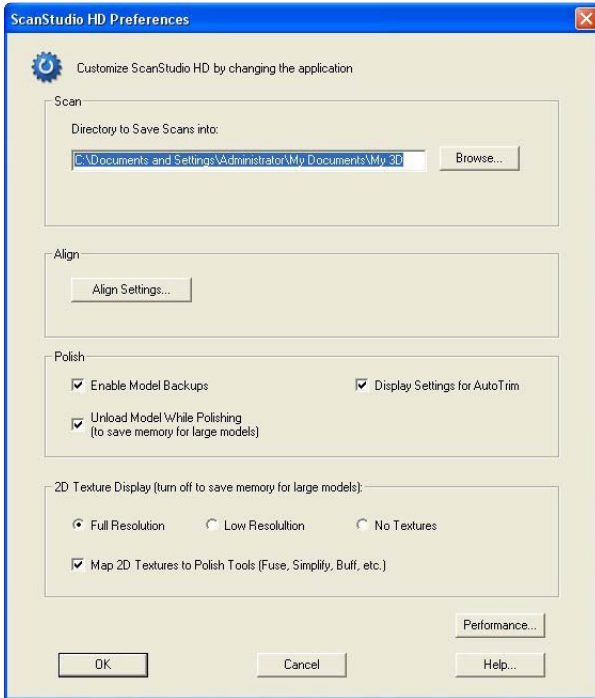 ScanStudio HD Preferences
Customize ScanStudio HD by changing the application
Scan
Directory to Save Scans into:
C:\Documents and Settings\Administrator\My Documents\My 3D
Browse...
Align
Align Settings...
Polish
Enable Model Backups
Display Settings for AutoTrim
Unload Model While Polishing
(to save memory for large models)
2D Texture Display (turn off to save memory for large models):
Full Resolution
Low Resolultion
No Textures
Map 2D Textures to Polish Tools (Fuse, Simplify, Buff, etc.)
Performance...
OK
Cancel
Help...